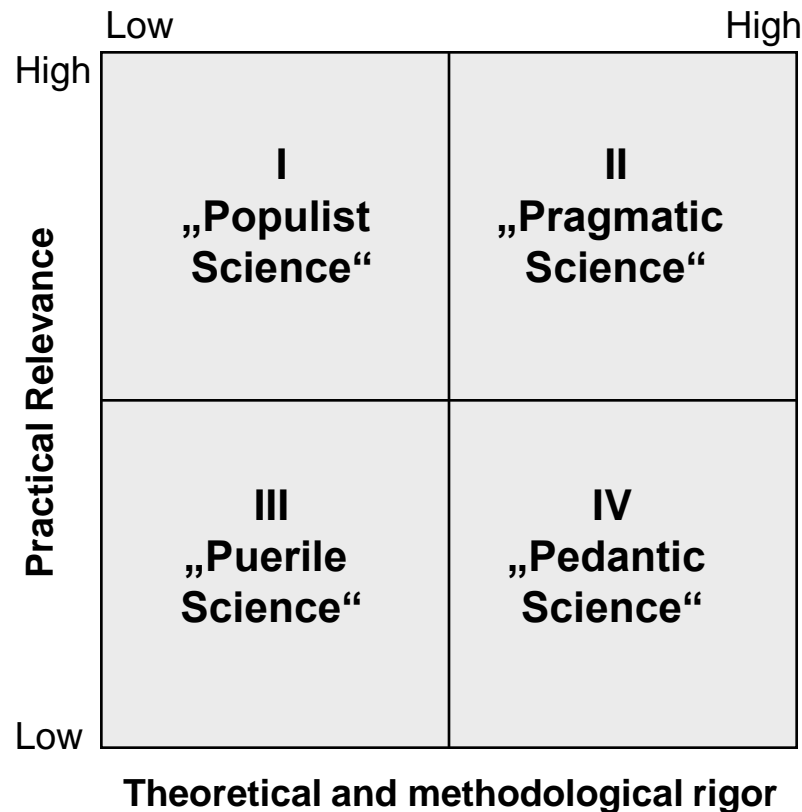 Low High
High
I
„Populist
Science“
II
„Pragmatic
Science“
Practical Relevance
III
„Puerile
Science“
IV
„Pedantic
Science“
Low
Theoretical and methodological rigor